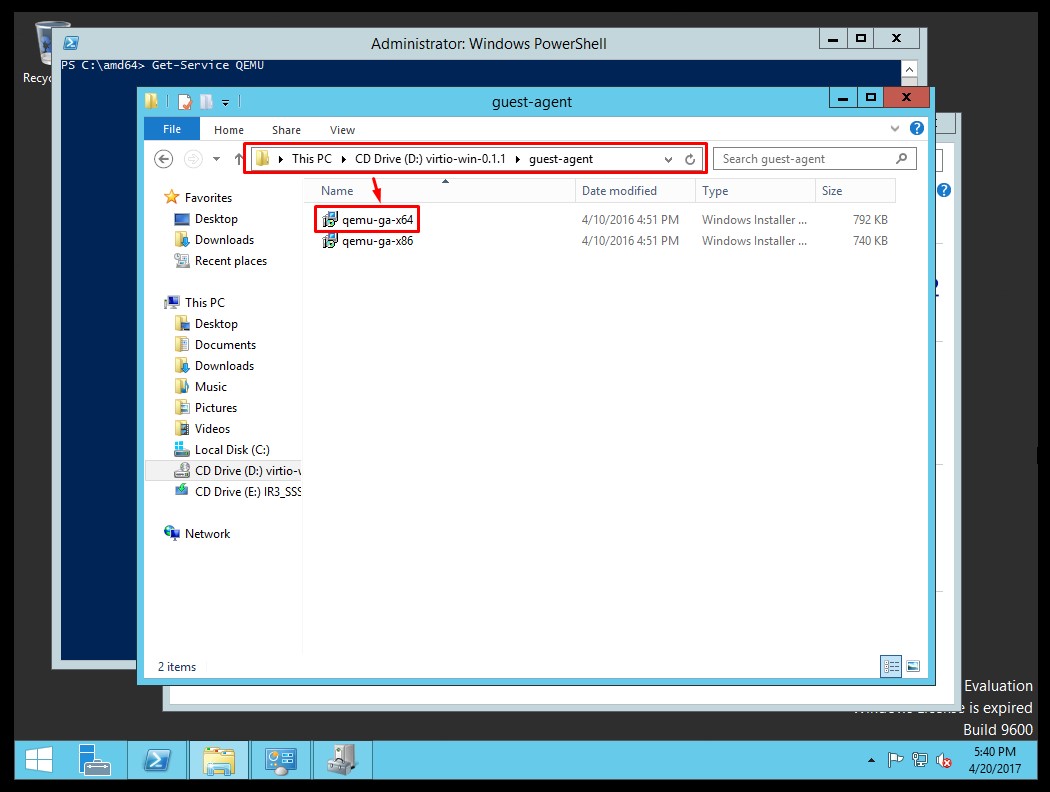 Recyc
Administrator: Windows PowerShell
PS C:\amd64> Get-Service QEMU
guest-agent
File Home Share View
This PC CD Drive (D:) virtio-win-0.1.1 guest-agent
Search guest-agent
Name Date modified Type Size
qemu-ga-x64 4/10/2016 4:51 PM Windows Installer ... 792 KB
qemu-ga-x86 4/10/2016 4:51 PM Windows Installer ... 740 KB
Favorites
Desktop
Downloads
Recent places
This PC
Desktop
Documents
Downloads
Music
Pictures
Videos
Local Disk (C:)
CD Drive (D:) virtio-w
CD Drive (E:) IR3_SSS
Network
2 items
Evaluation
Windows License is expired
Build 9600
5:40 PM
4/20/2017